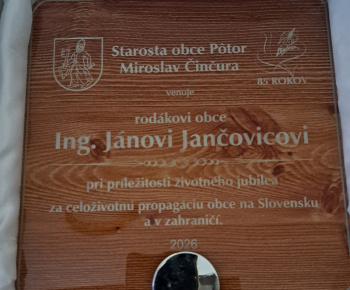 Starosta obce Pôtor
Miroslav Činčura
85 ROKOV
venuje
rodákovi obce
Ing. Jánovi Jančovicovi
pri príležitosti životného jubilea
za celoživotnú propagáciu obce na Slovensku
a v zahraničí.
2026